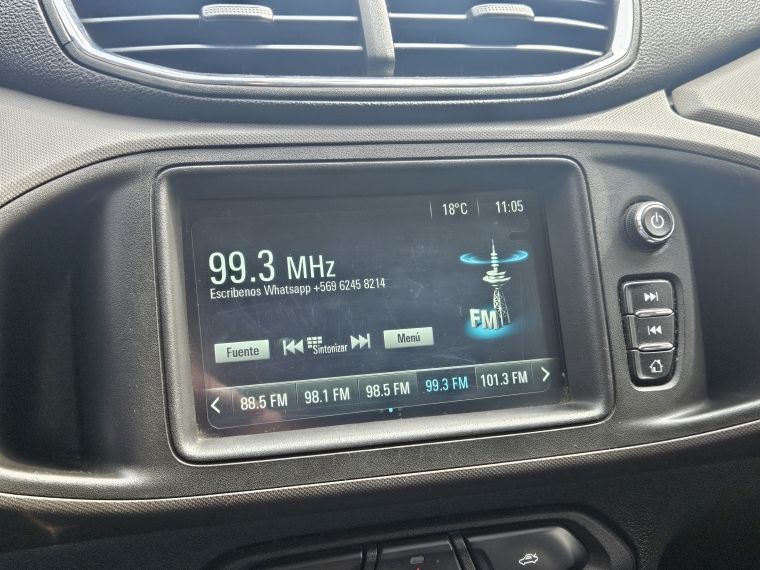 18°C 11:05
99.3 MHz
Escríbenos Whatsapp +569 6245 8214
FM
Fuente Sintonizar Menú
88.5 FM 98.1 FM 98.5 FM 99.3 FM 101.3 FM